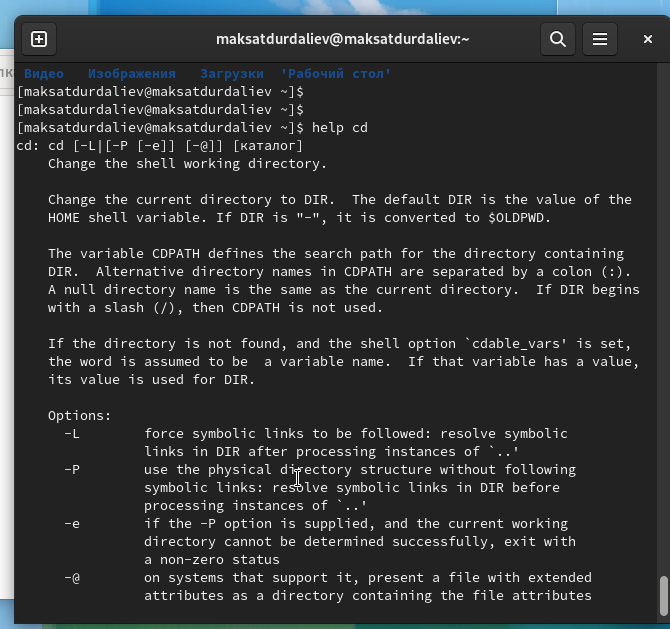 maksatdurdaliev@maksatdurdaliev:~
Видео Изображения Загрузки 'Рабочий стол'
[maksatdurdaliev@maksatdurdaliev ~]$
[maksatdurdaliev@maksatdurdaliev ~]$
[maksatdurdaliev@maksatdurdaliev ~]$ help cd
cd: cd [-L|[-P [-e]] [-@]] [каталог]
Change the shell working directory.
Change the current directory to DIR.  The default DIR is the value of the
HOME shell variable. If DIR is "-", it is converted to $OLDPWD.
The variable CDPATH defines the search path for the directory containing
DIR.  Alternative directory names in CDPATH are separated by a colon (:).
A null directory name is the same as the current directory.  If DIR begins
with a slash (/), then CDPATH is not used.
If the directory is not found, and the shell option `cdable_vars' is set,
the word is assumed to be  a variable name.  If that variable has a value,
its value is used for DIR.
Options:
-L force symbolic links to be followed: resolve symbolic
links in DIR after processing instances of `..'
-P use the physical directory structure without following
symbolic links: resolve symbolic links in DIR before
processing instances of `..'
-e if the -P option is supplied, and the current working
directory cannot be determined successfully, exit with
a non-zero status
-@ on systems that support it, present a file with extended
attributes as a directory containing the file attributes